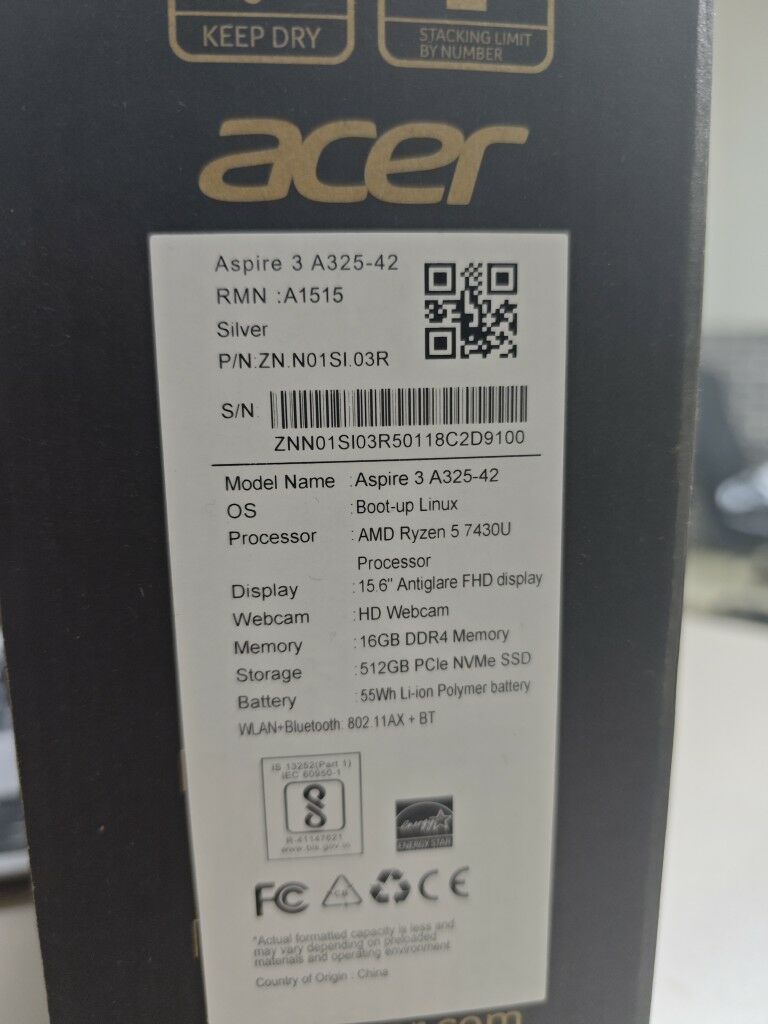 KEEP DRY
STACKING LIMIT
BY NUMBER
acer
Aspire 3 A325-42
RMN :A1515
Silver
P/N:ZN.N01SI.03R
S/N:
ZNN01SI03R50118C2D9100
Model Name :Aspire 3 A325-42
OS :Boot-up Linux
Processor :AMD Ryzen 5 7430U
Processor
Display :15.6" Antiglare FHD display
Webcam :HD Webcam
Memory :16GB DDR4 Memory
Storage :512GB PCIe NVMe SSD
Battery :55Wh Li-ion Polymer battery
WLAN+Bluetooth: 802.11AX + BT
IS 13252(Part 1)
IEC 60950-1
R-41147621
www.bis.gov.in
energy
ENERGY STAR
FC CE
*Actual formatted capacity is less and
may vary depending on preloaded
materials and operating environment
Country of Origin : China
.com